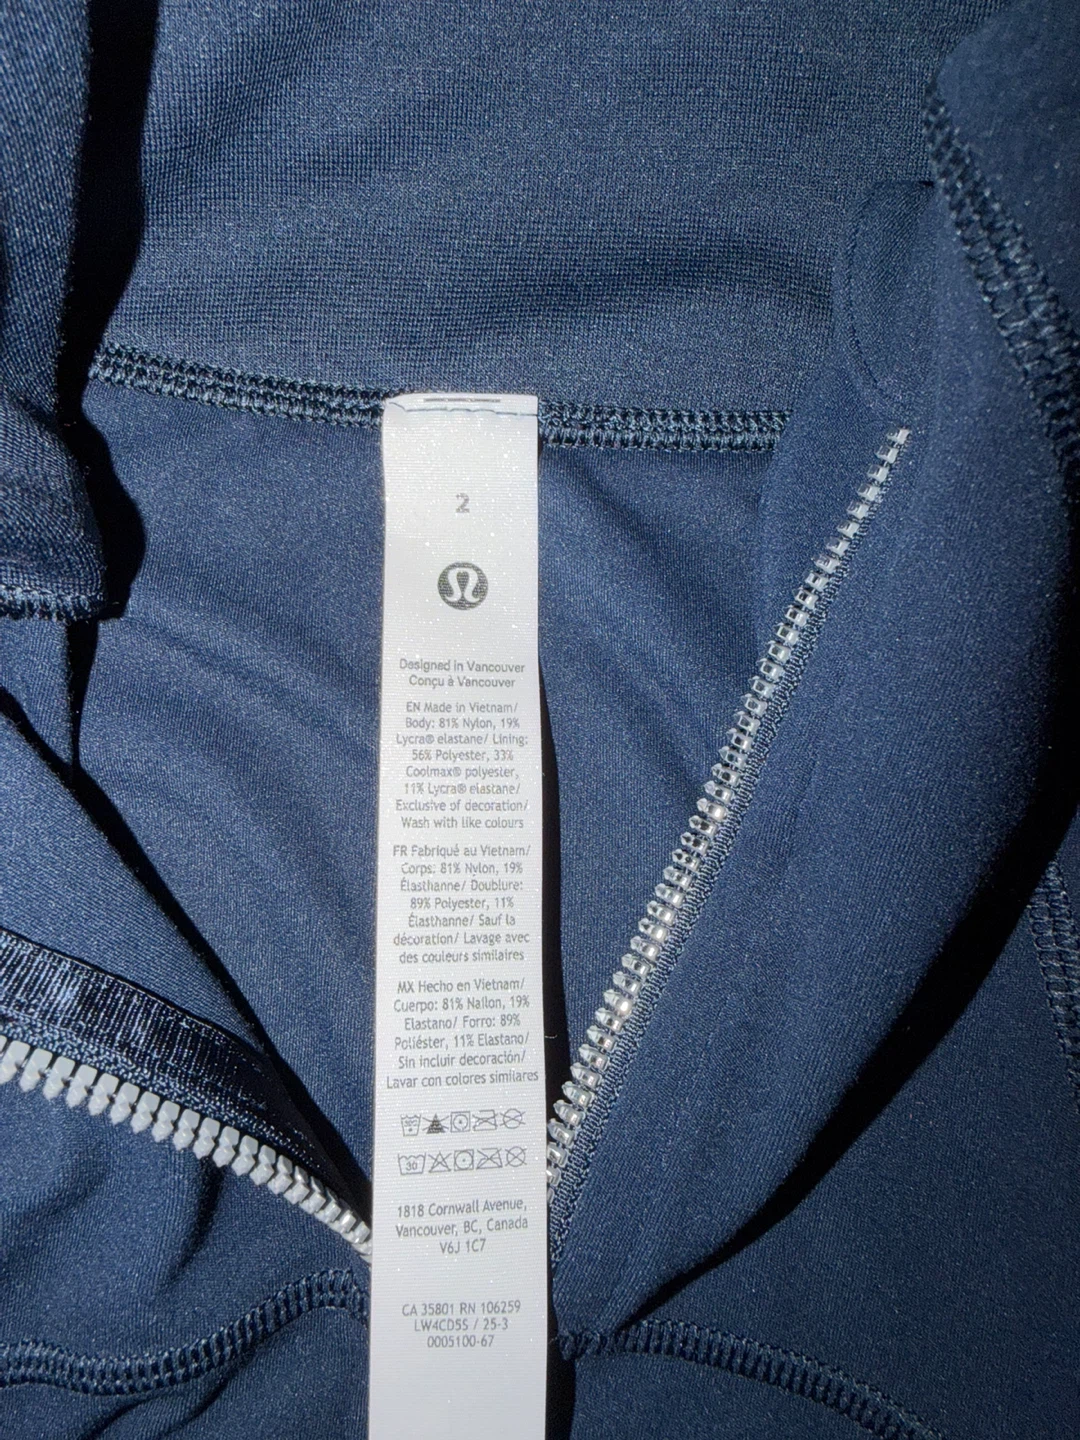 2
Designed in Vancouver
Conçu à Vancouver
EN Made in Vietnam/
Body: 81% Nylon, 19%
Lycra® elastane/ Lining:
56% Polyester, 33%
Coolmax® polyester,
11% Lycra® elastane/
Exclusive of decoration/
Wash with like colours
FR Fabriqué au Vietnam/
Corps: 81% Nylon, 19%
Élasthanne/ Doublure:
89% Polyester, 11%
Élasthanne/ Sauf la
décoration/ Lavage avec
des couleurs similaires
MX Hecho en Vietnam/
Cuerpo: 81% Nailon, 19%
Elastano/ Forro: 89%
Poliéster, 11% Elastano/
Sin incluir decoración/
Lavar con colores similares
30
1818 Cornwall Avenue,
Vancouver, BC, Canada
V6J 1C7
CA 35801 RN 106259
LW4CD5S / 25-3
0005100-67